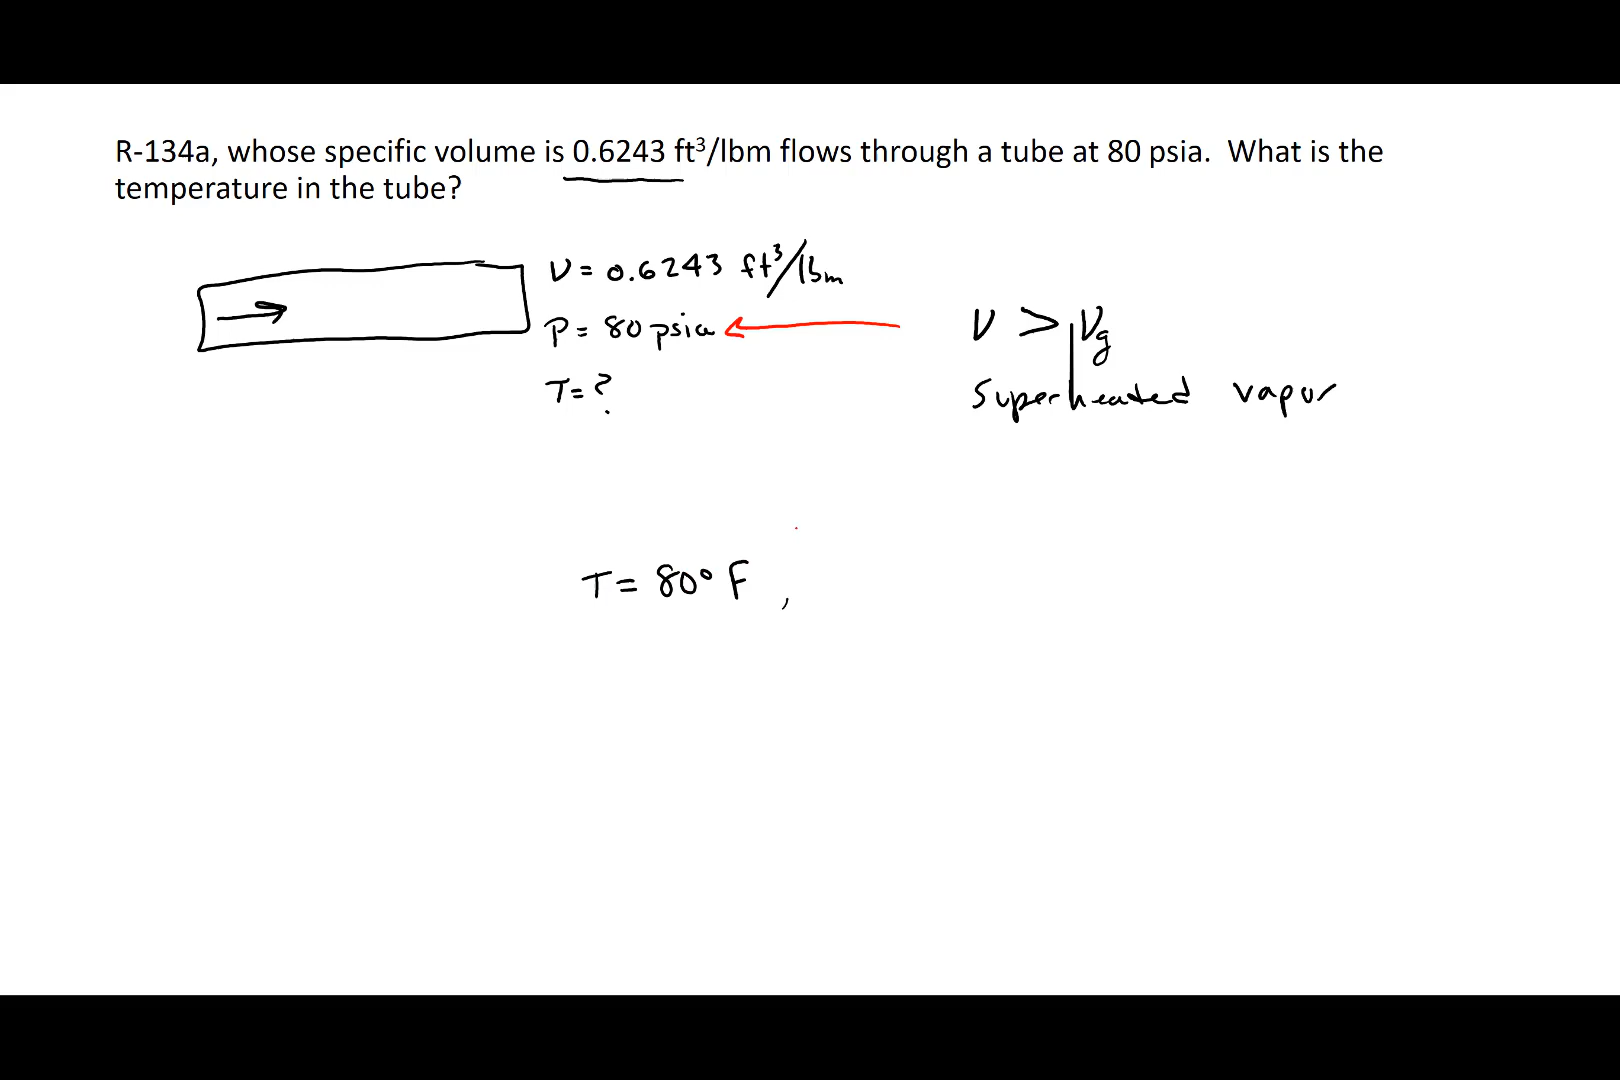 R-134a, whose specific volume is 0.6243 ft³/lbm flows through a tube at 80 psia. What is the
temperature in the tube?
ν = 0.6243 ft³/lbm
P = 80 psia
T = ?
ν > νg
Superheated vapor
T = 80° F ,